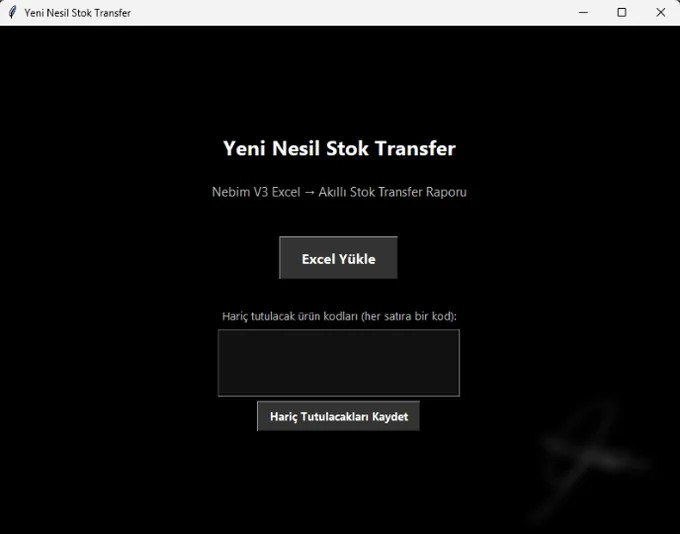 Yeni Nesil Stok Transfer
Yeni Nesil Stok Transfer
Nebim V3 Excel → Akıllı Stok Transfer Raporu
Excel Yükle
Hariç tutulacak ürün kodları (her satıra bir kod):
Hariç Tutulacakları Kaydet